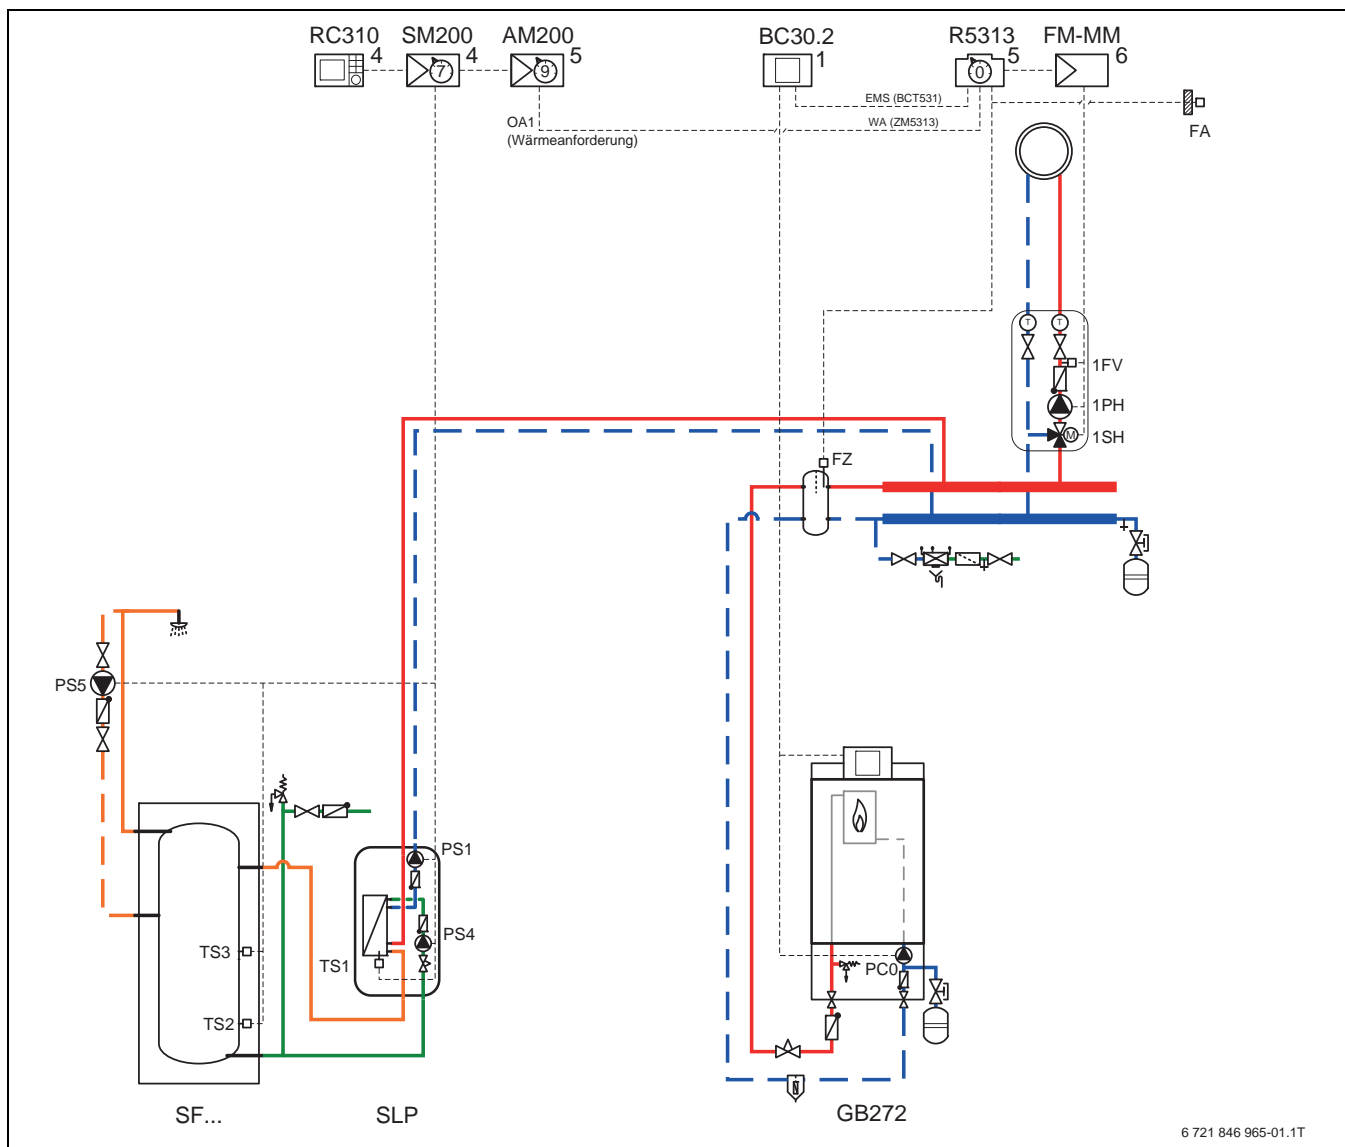 RC310 SM200 AM200 BC30.2 R5313 FM-MM
4 4 5 1 5 6
7 9 0
EMS (BCT531)
OA1 WA (ZM5313)
(Wärmeanforderung)
FA
T T
1FV
1PH
M 1SH
FZ
PS5
PS1
PS4
TS3
TS1
PC0
TS2
SF... SLP GB272
6 721 846 965-01.1T